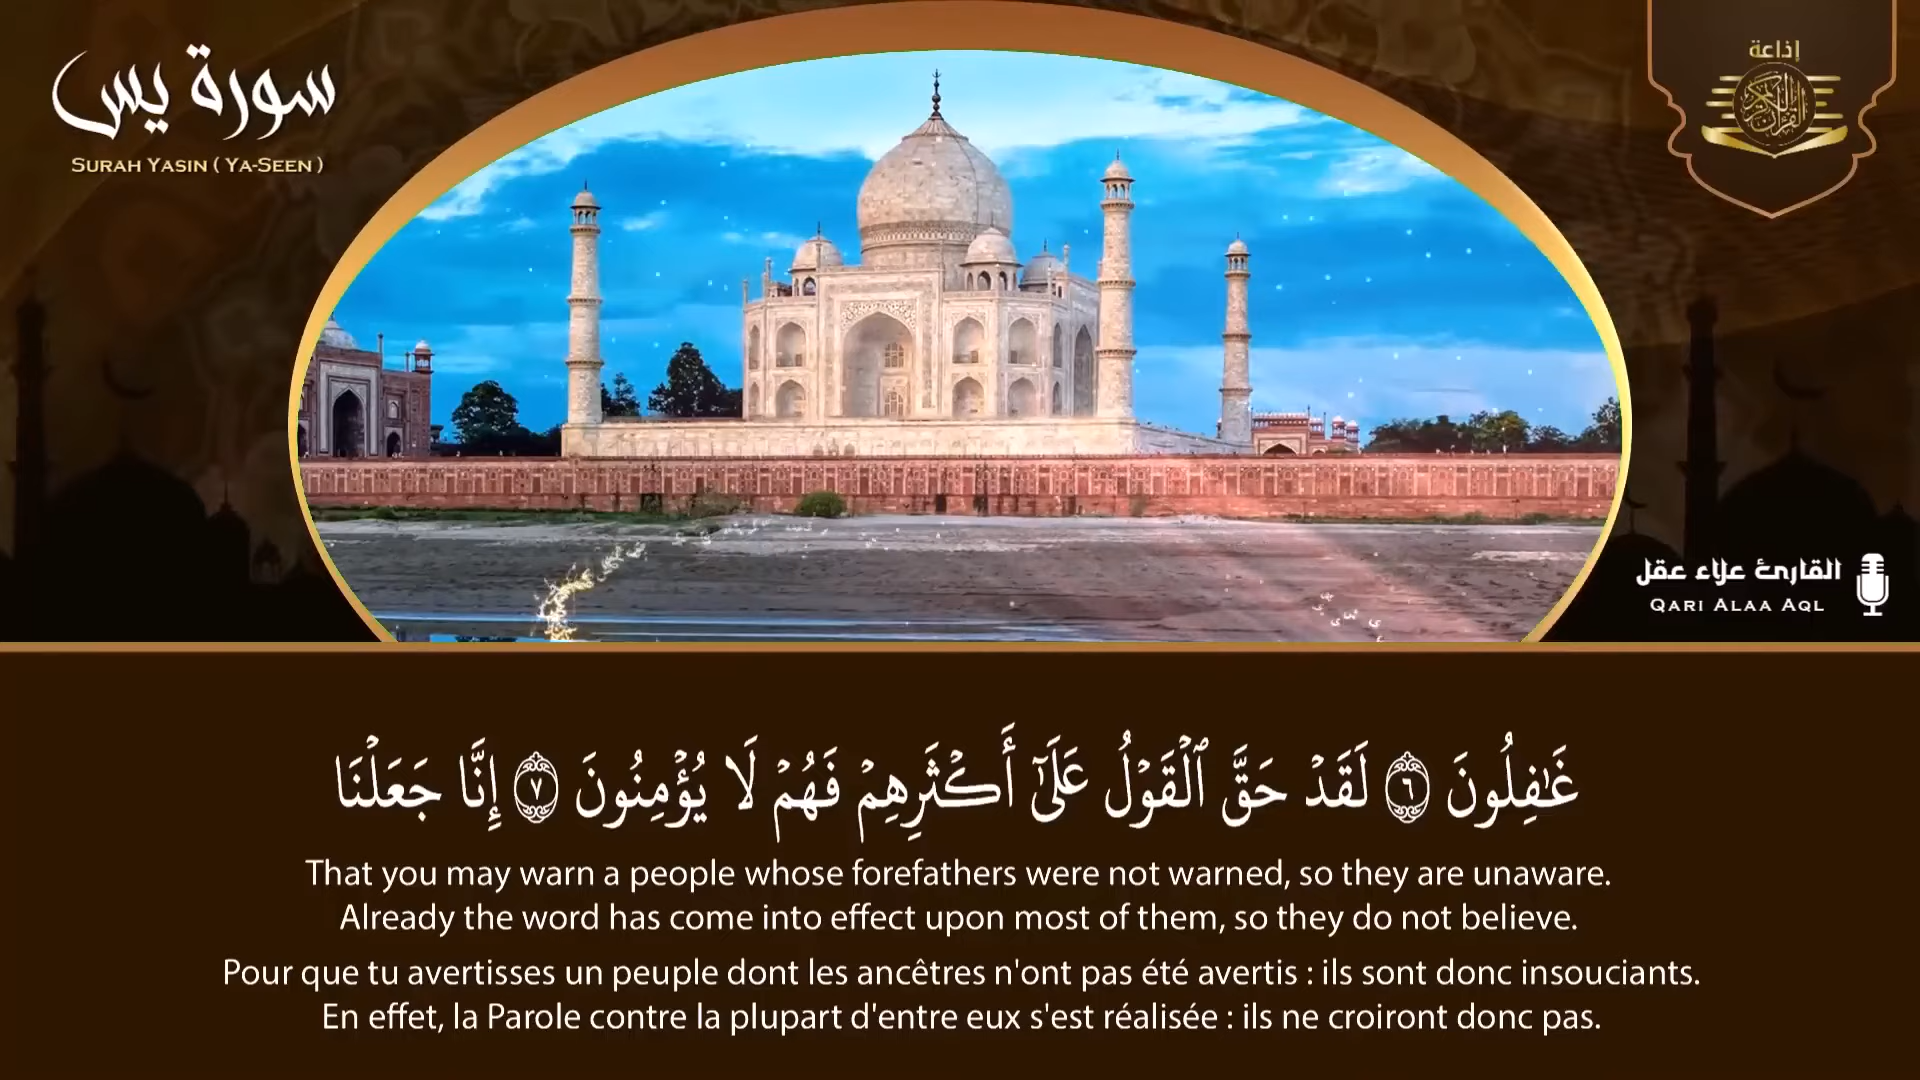 سورة يس
SURAH YASIN ( YA-SEEN )
إذاعة
القرآن الكريم
القارئ علاء عقل
QARI ALAA AQL
غَٰفِلُونَ ٦ لَقَدْ حَقَّ ٱلْقَوْلُ عَلَىٰٓ أَكْثَرِهِمْ فَهُمْ لَا يُؤْمِنُونَ ٧ إِنَّا جَعَلْنَا
That you may warn a people whose forefathers were not warned, so they are unaware.
Already the word has come into effect upon most of them, so they do not believe.
Pour que tu avertisses un peuple dont les ancêtres n'ont pas été avertis : ils sont donc insouciants.
En effet, la Parole contre la plupart d'entre eux s'est réalisée : ils ne croiront donc pas.